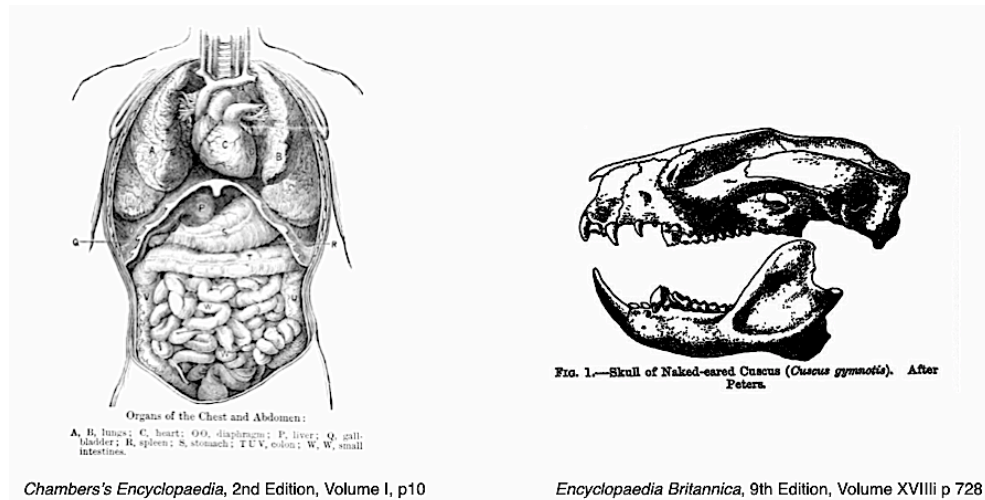 A
C
B
P
Q
R
Organs of the Chest and Abdomen:
A, B, lungs; C, heart; OO, diaphragm; P, liver; Q, gall-
bladder; R, spleen; S, stomach; TUV, colon; W, W, small
intestines.
Chambers's Encyclopaedia, 2nd Edition, Volume I, p10
FIG. 1.—Skull of Naked-eared Cuscus (Cuscus gymnotis). After
Peters.
Encyclopaedia Britannica, 9th Edition, Volume XVIIIi p 728